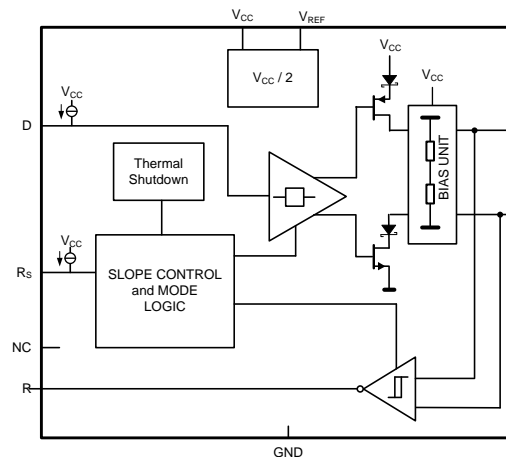 VCC VREF
VCC / 2
VCC
VCC
VCC
D
Thermal
Shutdown
BIAS UNIT
VCC
RS
SLOPE CONTROL
and MODE
LOGIC
NC
R
GND